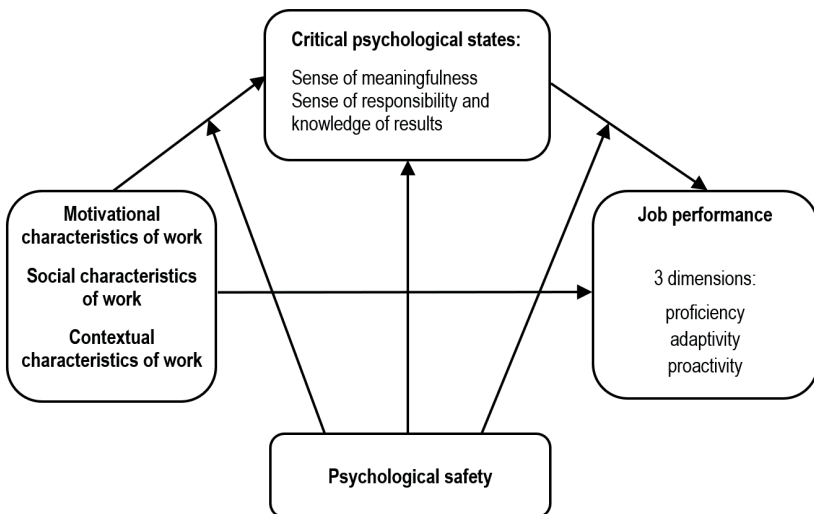 Critical psychological states:
Sense of meaningfulness
Sense of responsibility and
knowledge of results
Motivational
characteristics of work
Social characteristics
of work
Contextual
characteristics of work
Job performance
3 dimensions:
proficiency
adaptivity
proactivity
Psychological safety